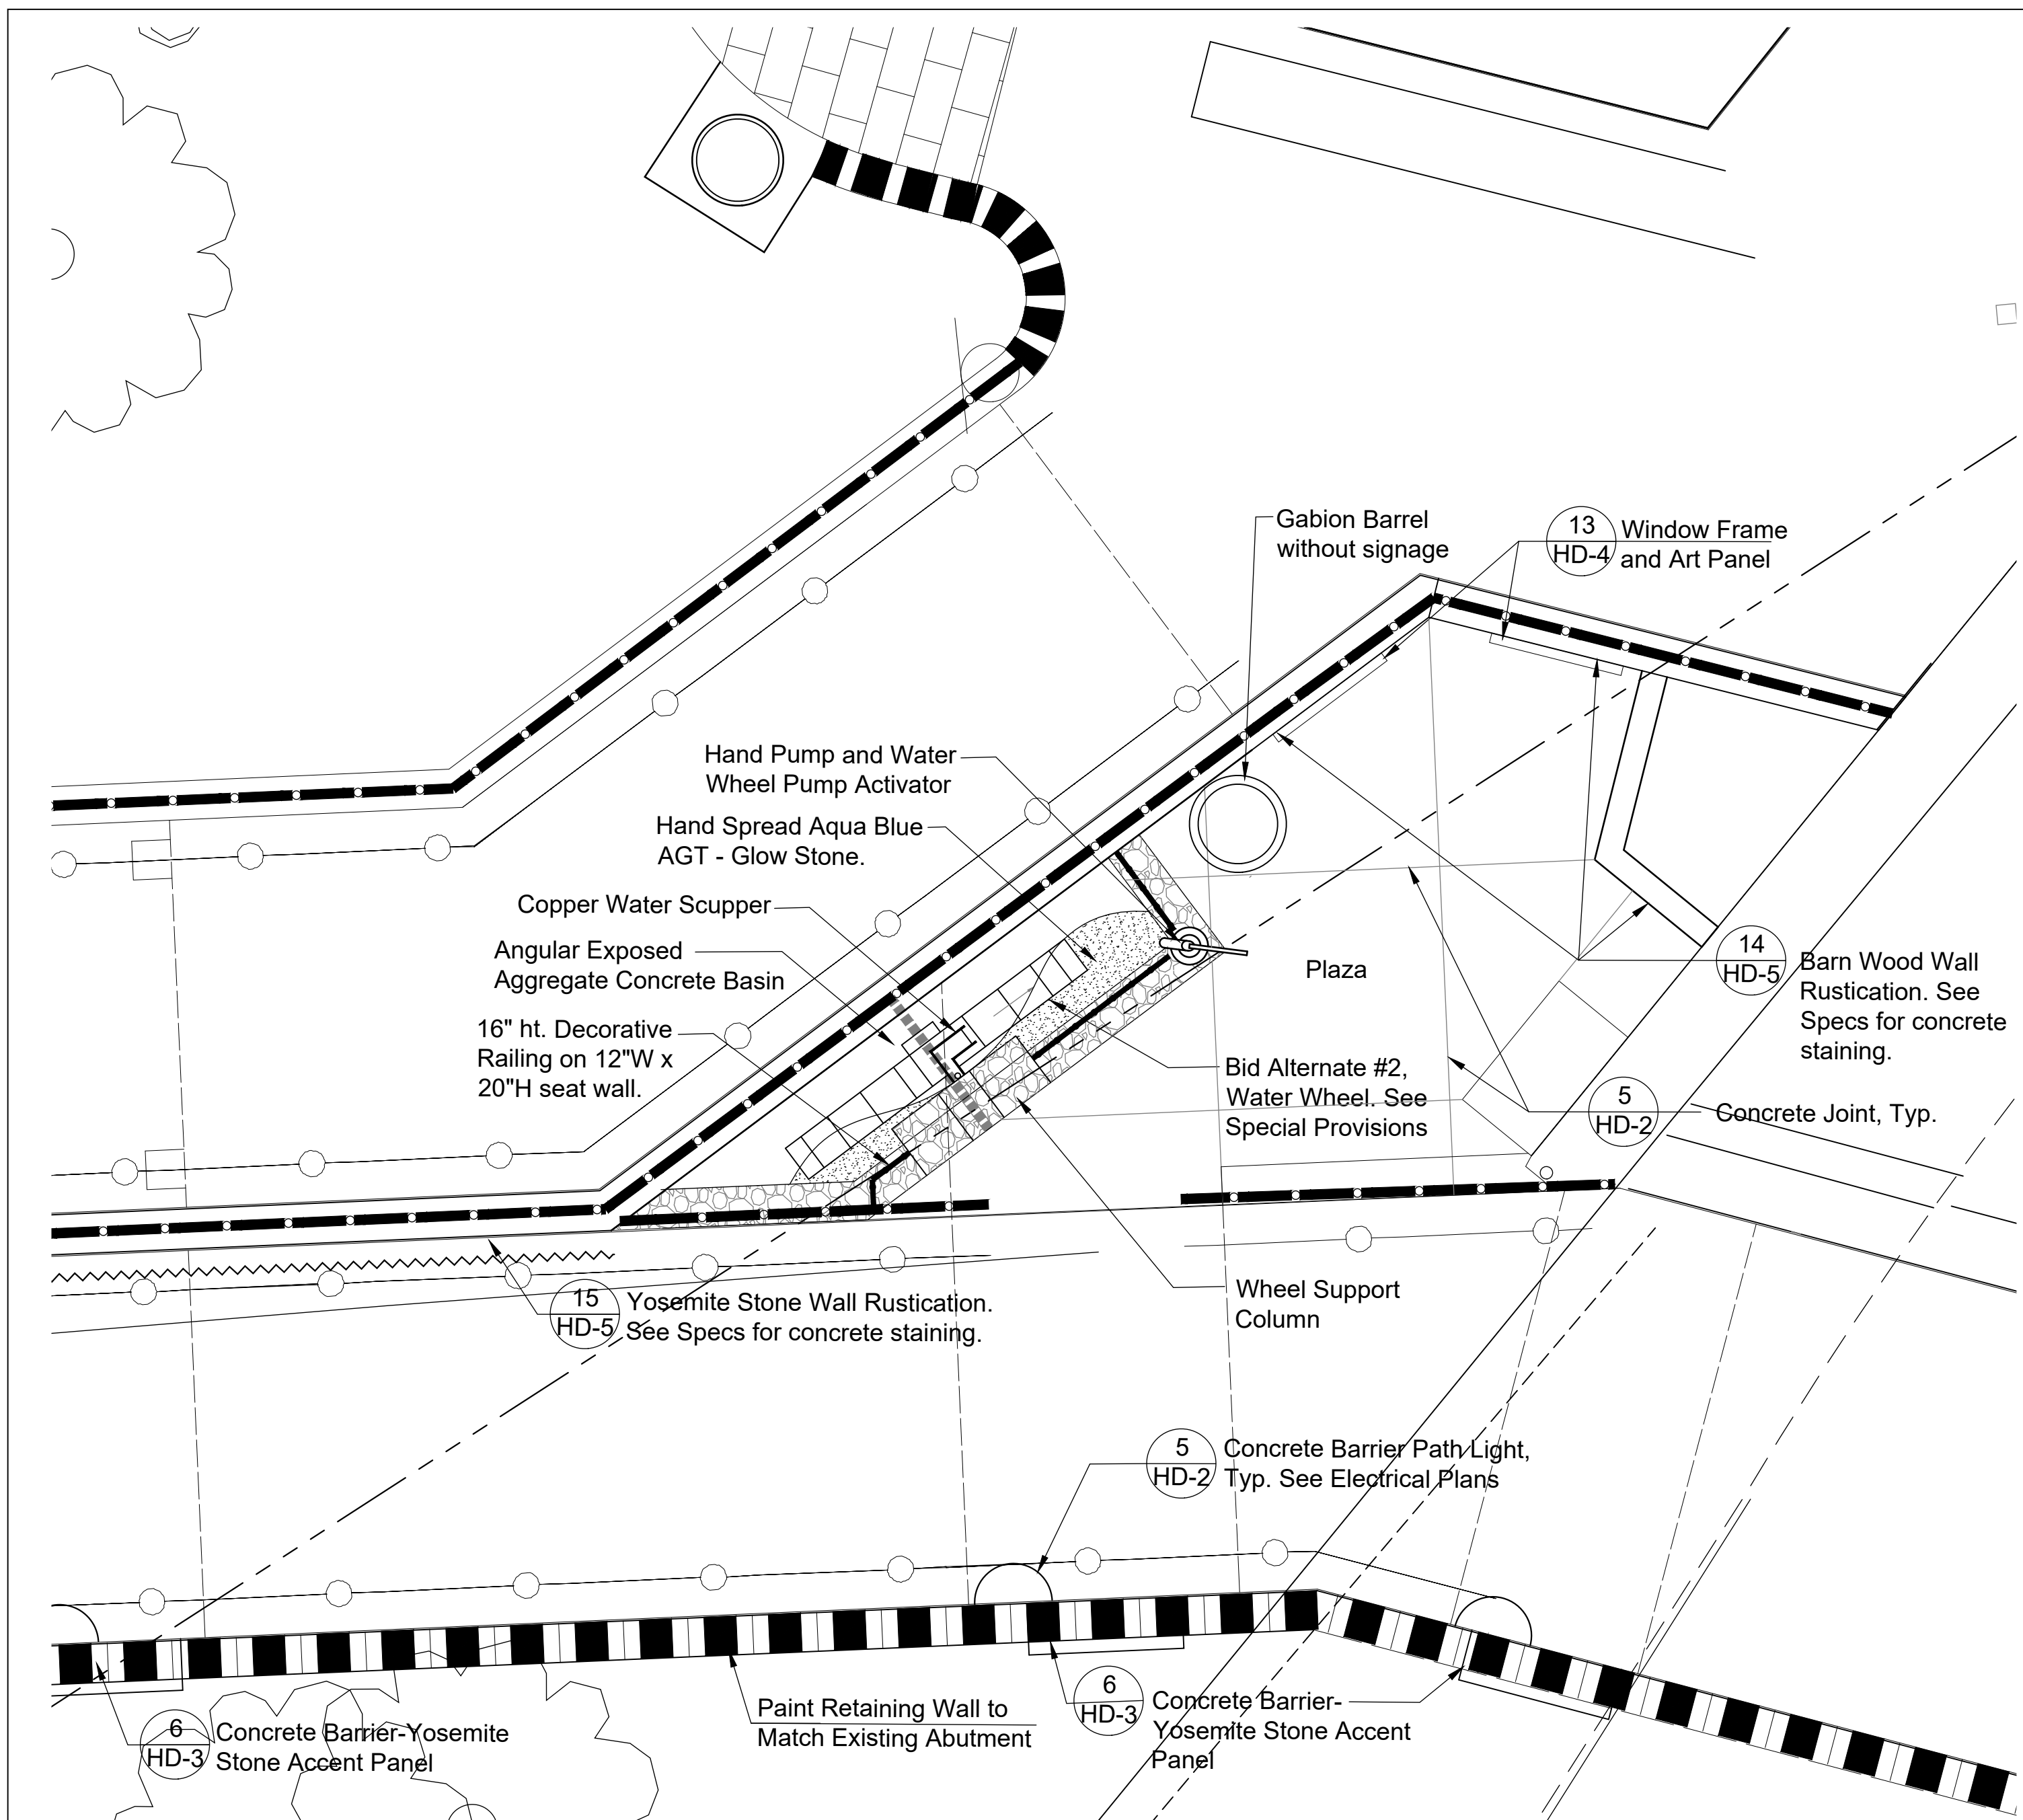 Gabion Barrel
without signage
13
HD-4
Window Frame
and Art Panel
Hand Pump and Water
Wheel Pump Activator
Hand Spread Aqua Blue
AGT - Glow Stone.
Copper Water Scupper
Angular Exposed
Aggregate Concrete Basin
16" ht. Decorative
Railing on 12"W x
20"H seat wall.
Plaza
14
HD-5
Barn Wood Wall
Rustication. See
Specs for concrete
staining.
Bid Alternate #2,
Water Wheel. See
Special Provisions
5
HD-2
Concrete Joint, Typ.
Wheel Support
Column
15
HD-5
Yosemite Stone Wall Rustication.
See Specs for concrete staining.
5
HD-2
Concrete Barrier Path Light,
Typ. See Electrical Plans
6
HD-3
Concrete Barrier-Yosemite
Stone Accent Panel
Paint Retaining Wall to
Match Existing Abutment
6
HD-3
Concrete Barrier-
Yosemite Stone Accent
Panel